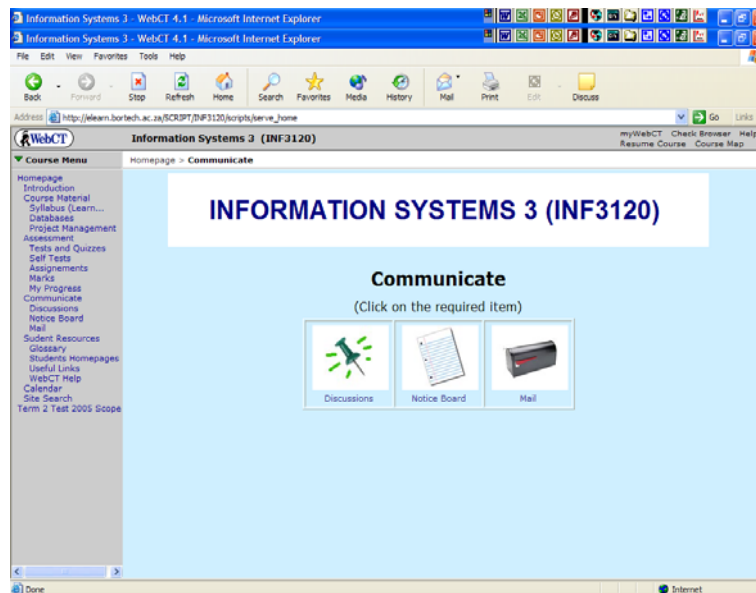 Information Systems 3 - WebCT 4.1 - Microsoft Internet Explorer
Information Systems 3 - WebCT 4.1 - Microsoft Internet Explorer
File Edit View Favorites Tools Help
Back Forward Stop Refresh Home Search Favorites Media History Mail Print Edit Discuss
Address http://elearn.bortech.ac.za/SCRIPT/INF3120/scripts/serve_home Go Links
WebCT Information Systems 3 (INF3120) myWebCT Check Browser Help
Resume Course Course Map
Course Menu Homepage > Communicate
Homepage
Introduction
Course Material
Syllabus (Learn...
Databases
Project Management
Assessment
Tests and Quizzes
Self Tests
Assignements
Marks
My Progress
Communicate
Discussions
Notice Board
Mail
Sudent Resources
Glossary
Students Homepages
Useful Links
WebCT Help
Calendar
Site Search
Term 2 Test 2005 Scope
INFORMATION SYSTEMS 3 (INF3120)
Communicate
(Click on the required item)
Discussions Notice Board Mail
Done Internet